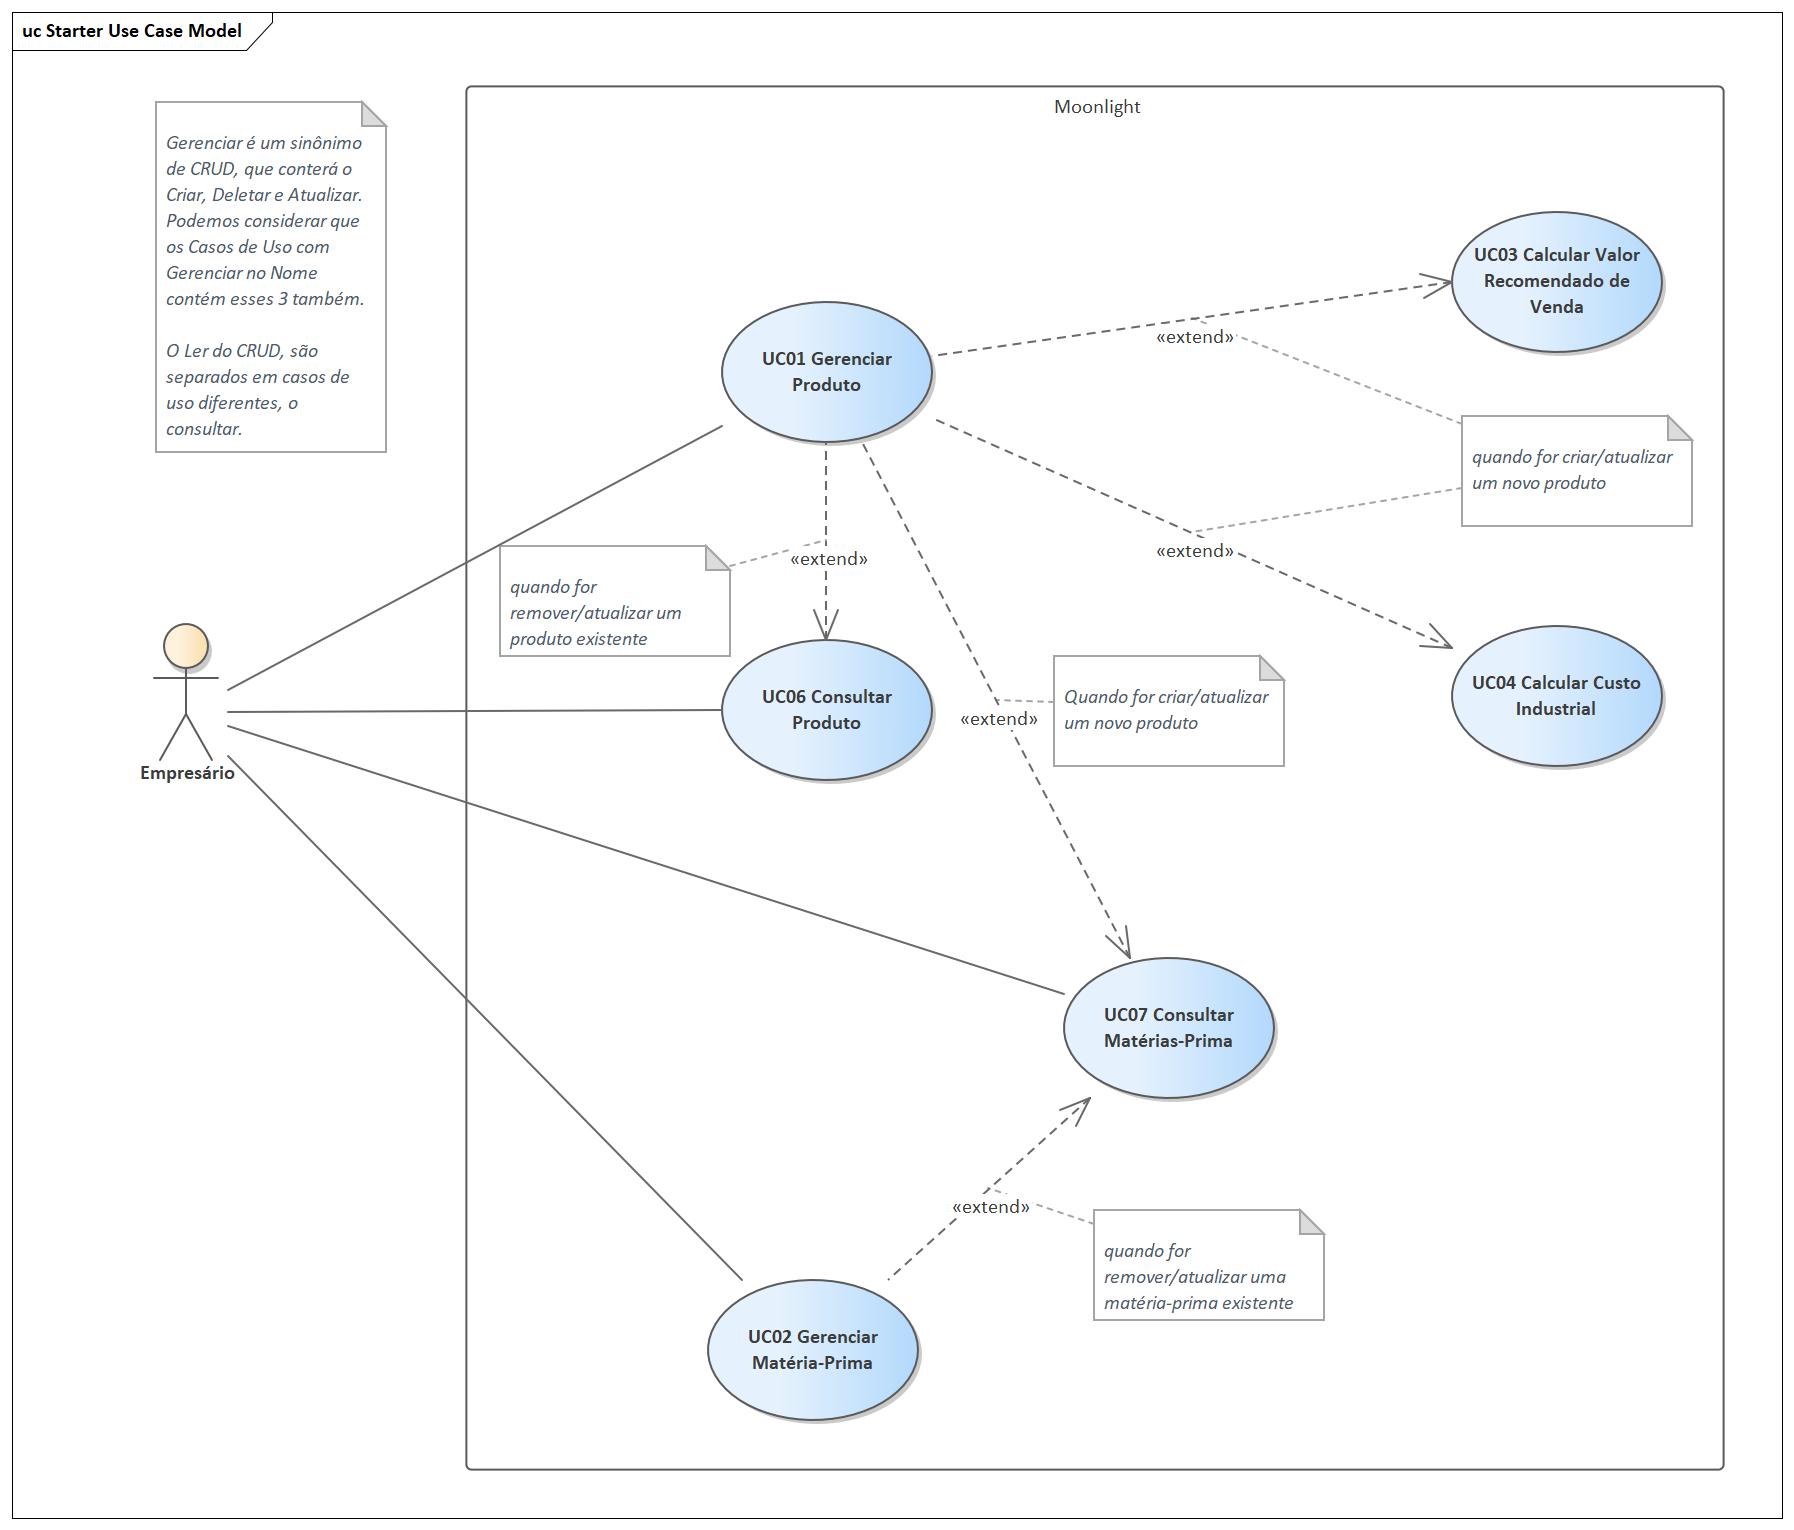 uc Starter Use Case Model
Moonlight
Gerenciar é um sinônimo
de CRUD, que conterá o
Criar, Deletar e Atualizar.
Podemos considerar que
os Casos de Uso com
Gerenciar no Nome
contém esses 3 também.
O Ler do CRUD, são
separados em casos de
uso diferentes, o
consultar.
UC03 Calcular Valor
Recomendado de
Venda
«extend»
UC01 Gerenciar
Produto
quando for criar/atualizar
um novo produto
«extend»
«extend»
quando for
remover/atualizar um
produto existente
UC06 Consultar
Produto
Quando for criar/atualizar
um novo produto
«extend»
UC04 Calcular Custo
Industrial
Empresário
UC07 Consultar
Matérias-Prima
«extend»
quando for
remover/atualizar uma
matéria-prima existente
UC02 Gerenciar
Matéria-Prima